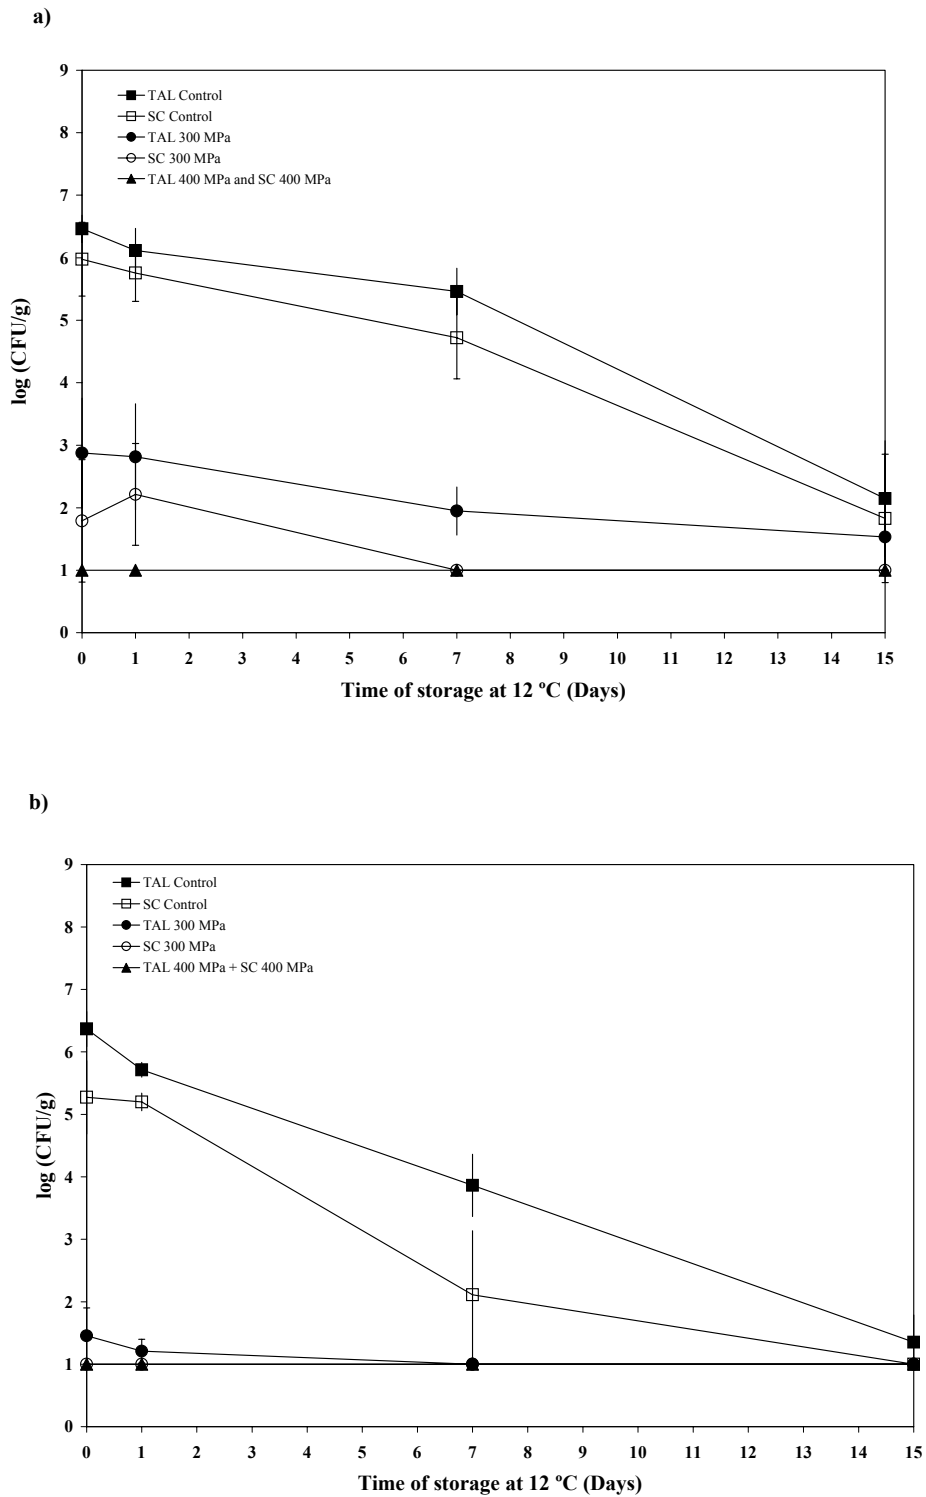 a)
9
8
7
6
5
4
3
2
1
0
log (CFU/g)
TAL Control
SC Control
TAL 300 MPa
SC 300 MPa
TAL 400 MPa and SC 400 MPa
0 1 2 3 4 5 6 7 8 9 10 11 12 13 14 15
Time of storage at 12 ºC (Days)
b)
9
8
7
6
5
4
3
2
1
0
log (CFU/g)
TAL Control
SC Control
TAL 300 MPa
SC 300 MPa
TAL 400 MPa + SC 400 MPa
0 1 2 3 4 5 6 7 8 9 10 11 12 13 14 15
Time of storage at 12 ºC (Days)